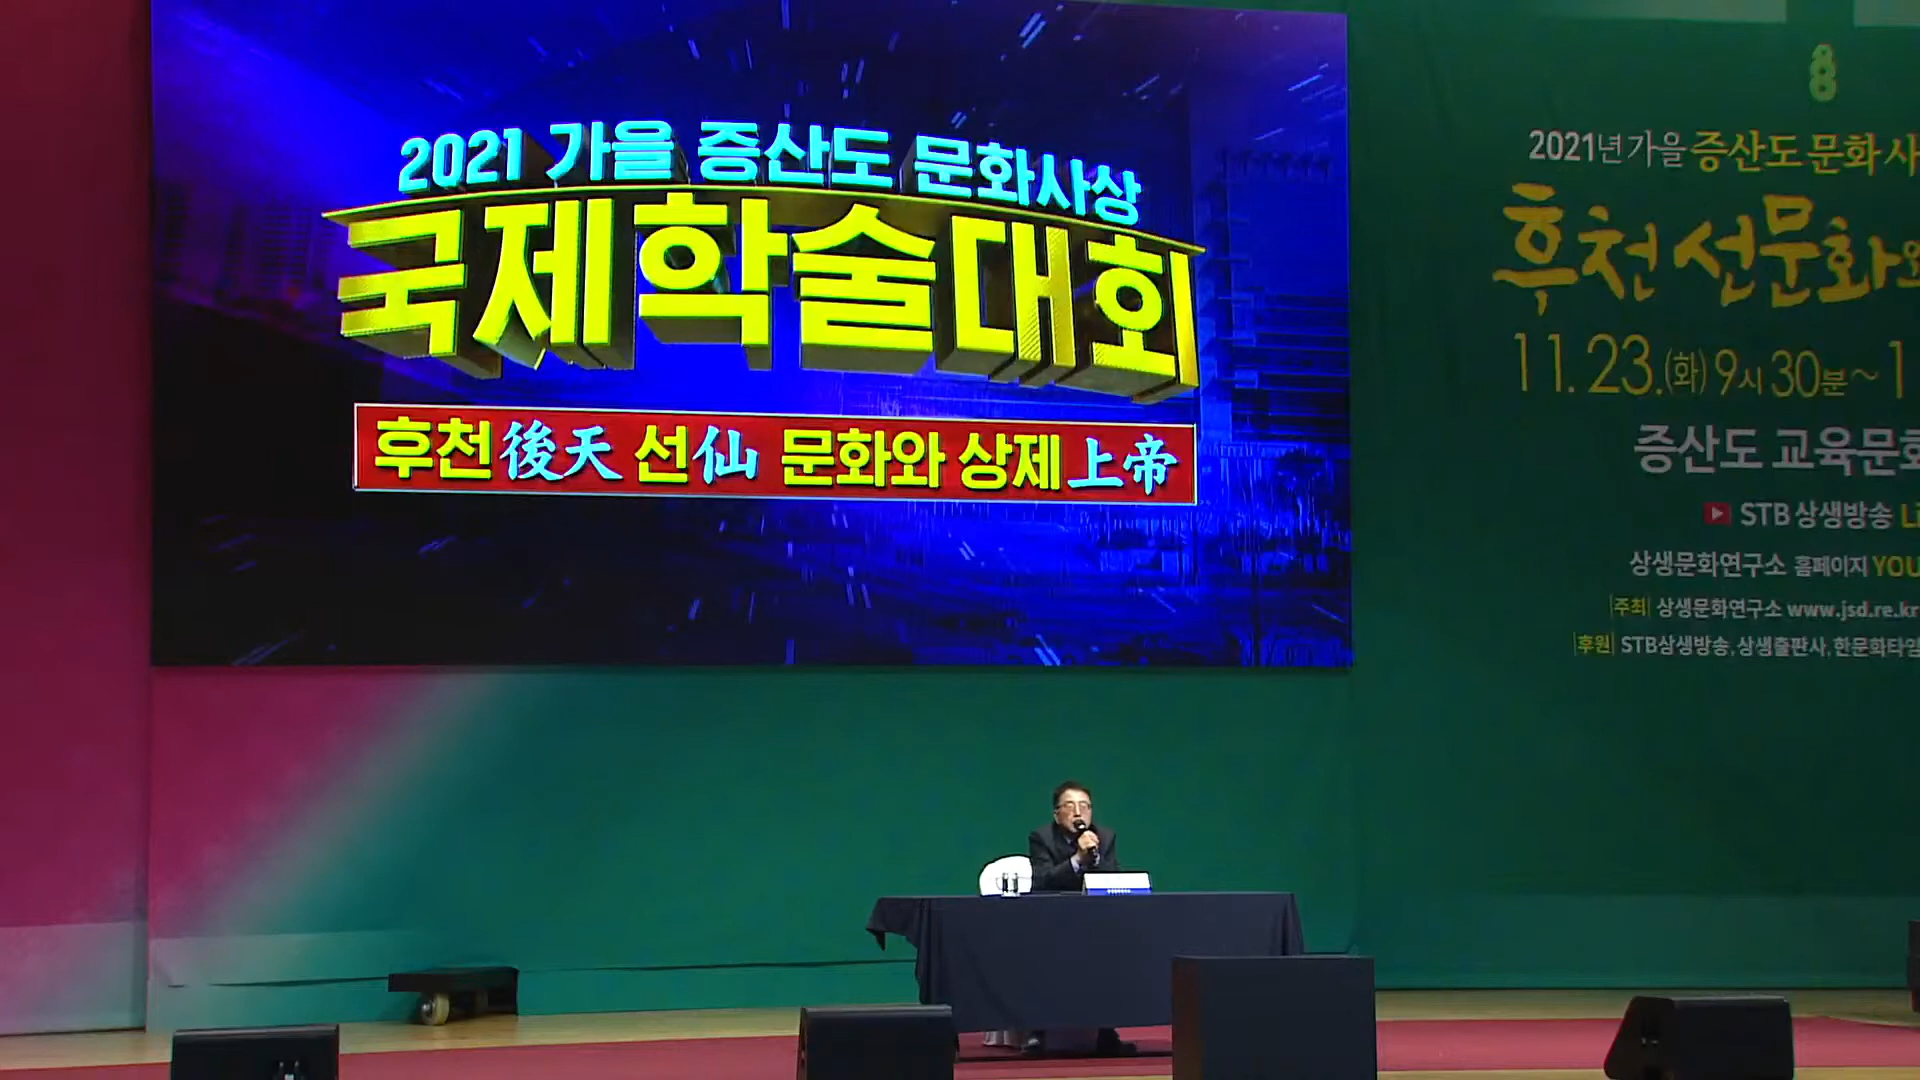 2021 가을 증산도 문화사상
국제학술대회
후천後天 선仙 문화와 상제上帝
2021년 가을 증산도 문화사
후천 선문화와
11. 23.(화) 9시 30분~1
증산도 교육문화
STB 상생방송 Li
상생문화연구소 홈페이지 YOU
주최 상생문화연구소 www.jsd.re.kr
후원 STB상생방송, 상생출판사, 한문화타임